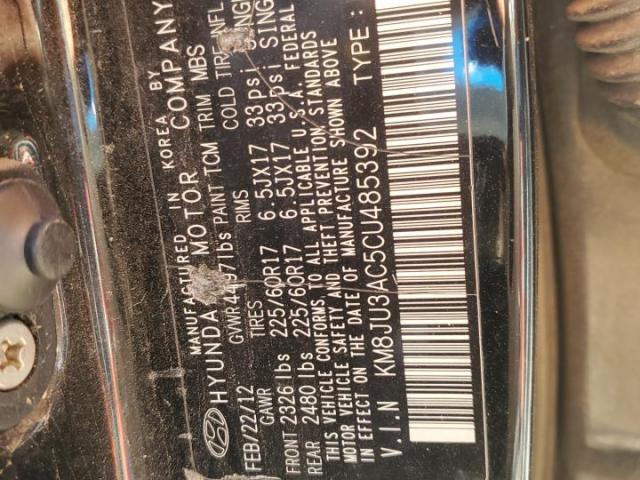 MANUFACTURED IN KOREA BY
HYUNDAI MOTOR COMPANY
FEB/22/12 GVWR 4497lbs PAINT TCM TRIM MBS
GAWR TIRES RIMS COLD TIRE INFL
FRONT 2326 lbs 225/60R17 6.5JX17 33psi SINGLE
REAR 2480 lbs 225/60R17 6.5JX17 33psi SING
THIS VEHICLE CONFORMS TO ALL APPLICABLE U.S.A. FEDERAL
MOTOR VEHICLE SAFETY AND THEFT PREVENTION STANDARDS
IN EFFECT ON THE DATE OF MANUFACTURE SHOWN ABOVE
V.I.N KM8JU3AC5CU485392 TYPE :